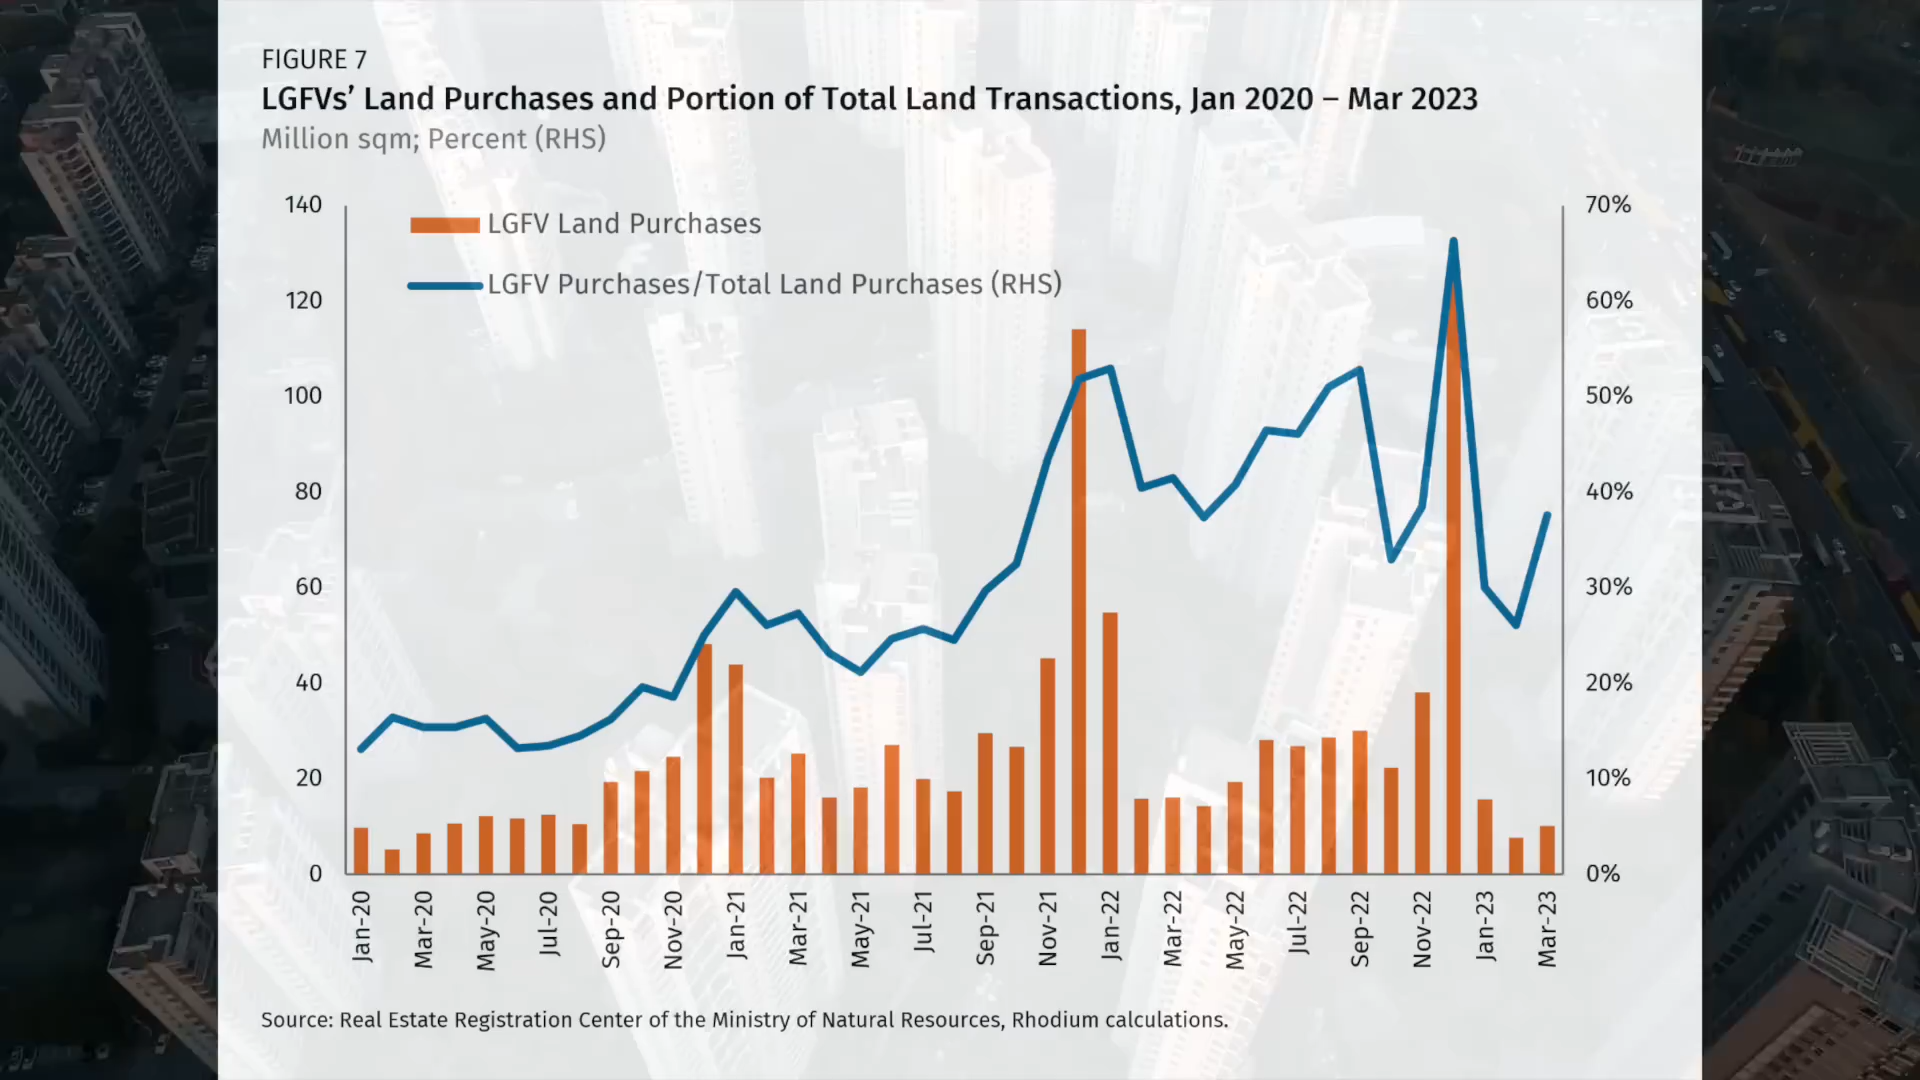 FIGURE 7
LGFVs’ Land Purchases and Portion of Total Land Transactions, Jan 2020 – Mar 2023
Million sqm; Percent (RHS)
LGFV Land Purchases
LGFV Purchases/Total Land Purchases (RHS)
140
120
100
80
60
40
20
0
70%
60%
50%
40%
30%
20%
10%
0%
Jan-20
Mar-20
May-20
Jul-20
Sep-20
Nov-20
Jan-21
Mar-21
May-21
Jul-21
Sep-21
Nov-21
Jan-22
Mar-22
May-22
Jul-22
Sep-22
Nov-22
Jan-23
Mar-23
Source: Real Estate Registration Center of the Ministry of Natural Resources, Rhodium calculations.